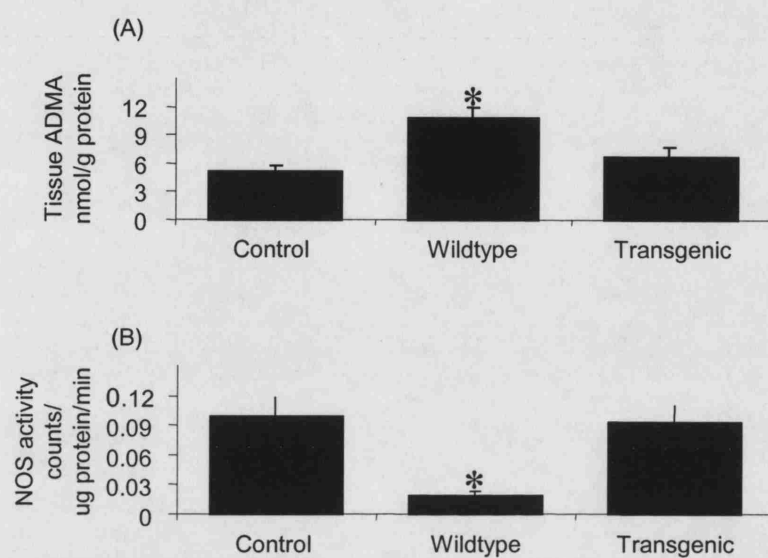 (A)
Tissue ADMA
nmol/g protein
12
9
6
3
0
*
Control Wildtype Transgenic
(B)
NOS activity
counts/
ug protein/min
0.12
0.09
0.06
0.03
0
*
Control Wildtype Transgenic